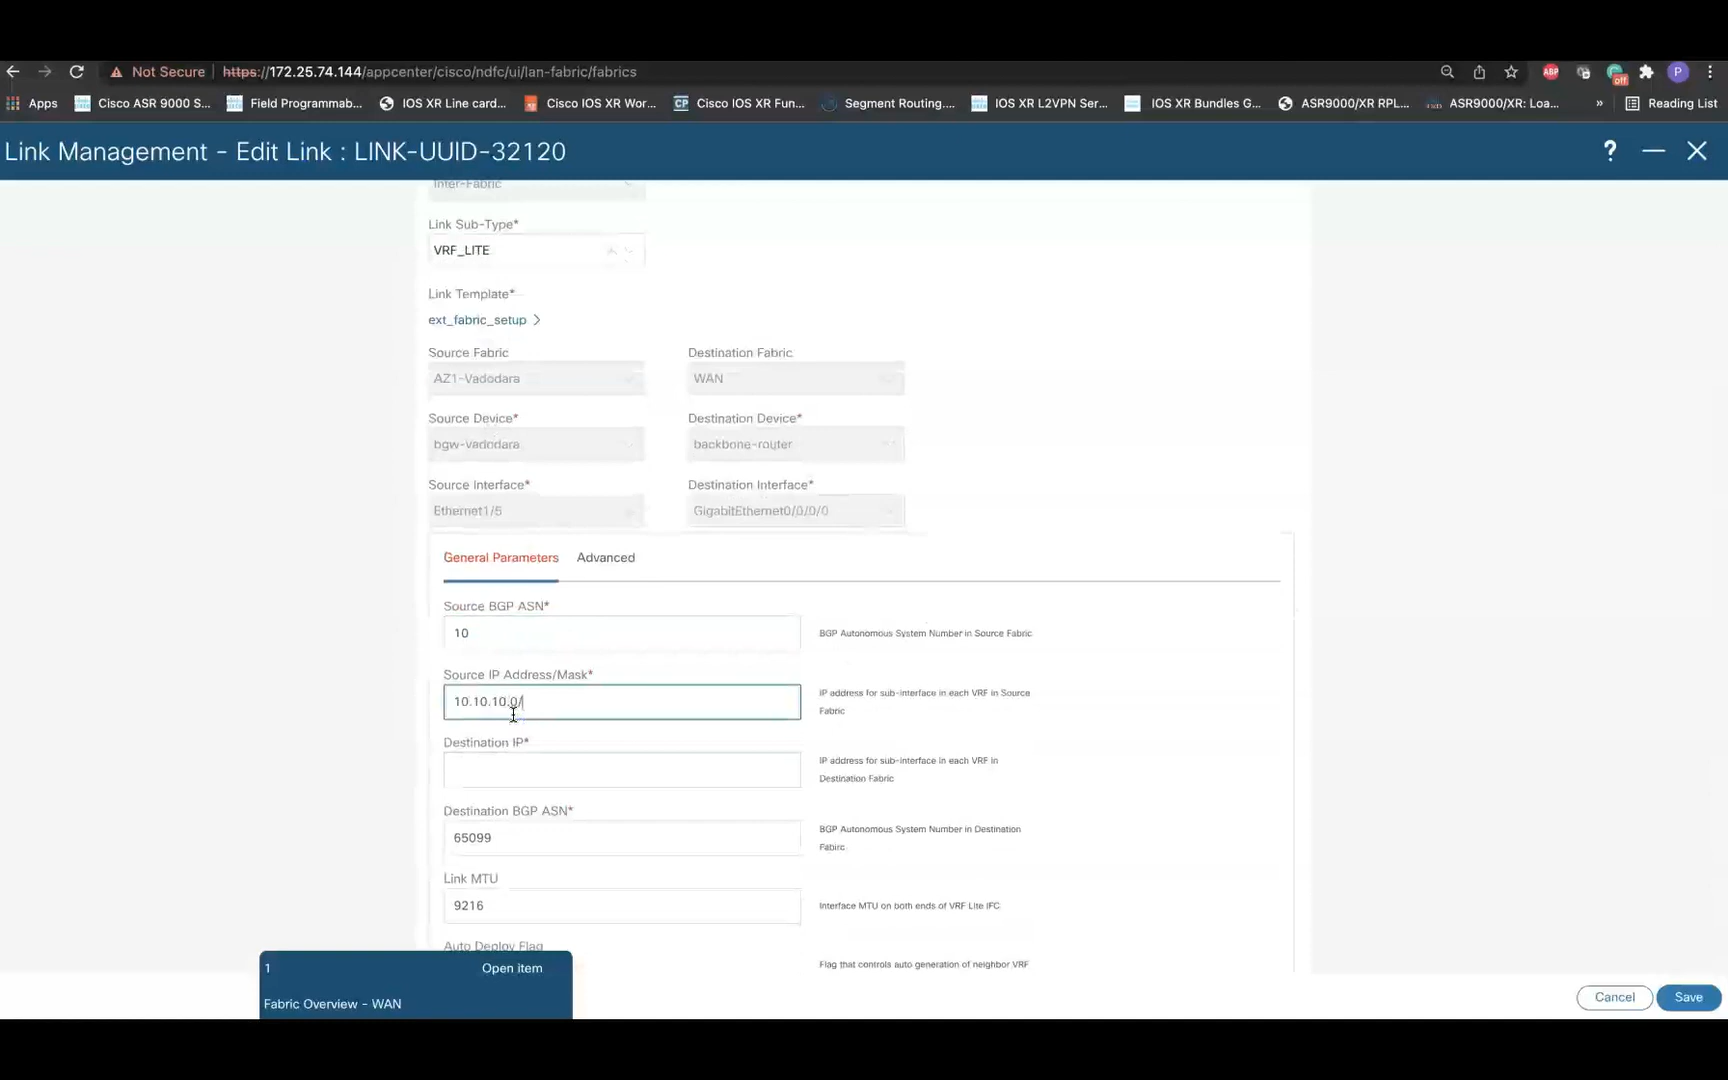 Not Secure https://172.25.74.144/appcenter/cisco/ndfc/ui/lan-fabric/fabrics ABP off P
Apps Cisco ASR 9000 S... Field Programmab... IOS XR Line card... Cisco IOS XR Wor... CP Cisco IOS XR Fun... Segment Routing.... IOS XR L2VPN Ser... IOS XR Bundles G... ASR9000/XR RPL... ASR9000/XR: Loa... » Reading List
Link Management - Edit Link : LINK-UUID-32120 ?
Inter-Fabric
Link Sub-Type*
VRF_LITE
Link Template*
ext_fabric_setup
Source Fabric Destination Fabric
AZ1-Vadodara WAN
Source Device* Destination Device*
bgw-vadodara backbone-router
Source Interface* Destination Interface*
Ethernet1/5 GigabitEthernet0/0/0/0
General Parameters Advanced
Source BGP ASN*
10 BGP Autonomous System Number in Source Fabric
Source IP Address/Mask*
10.10.10.0/ IP address for sub-interface in each VRF in Source
Fabric
Destination IP*
IP address for sub-interface in each VRF in
Destination Fabric
Destination BGP ASN*
65099 BGP Autonomous System Number in Destination
Fabirc
Link MTU
9216 Interface MTU on both ends of VRF Lite IFC
Auto Deploy Flag
Flag that controls auto generation of neighbor VRF
1 Open item
Fabric Overview - WAN
Cancel Save